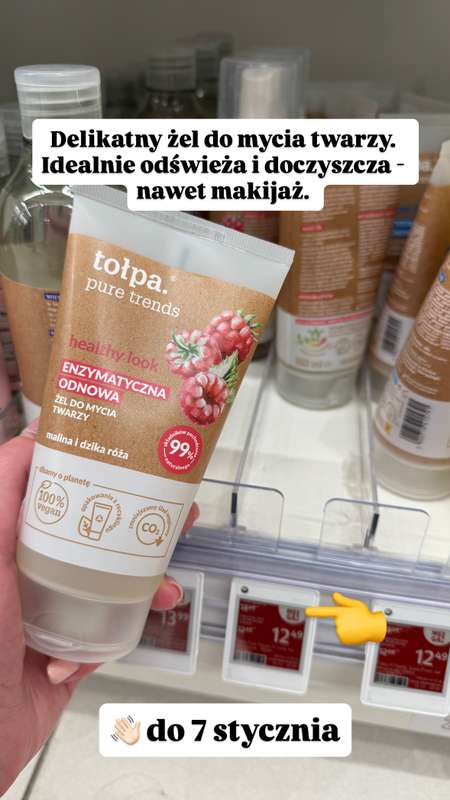 Delikatny żel do mycia twarzy.
Idealnie odświeża i doczyszcza -
nawet makijaż.
tołpa.®
pure trends
healthy look
ENZYMATYCZNA
ODNOWA
ŻEL DO MYCIA
TWARZY
malina i dzika róża
99%
dbamy o planetę
100%
vegan
CO₂
13 99
12 49
12 49
do 7 stycznia